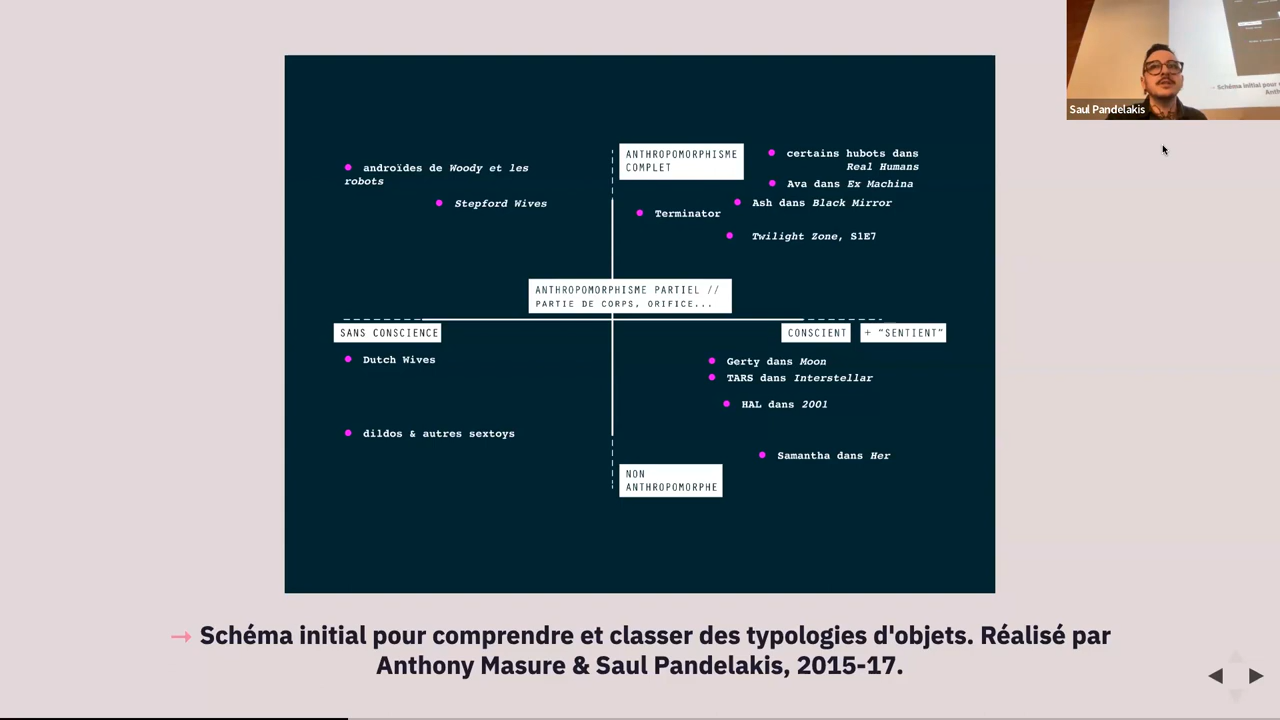 ANTHROPOMORPHISME
COMPLET
androïdes de Woody et les
robots
Stepford Wives
certains hubots dans
Real Humans
Ava dans Ex Machina
Ash dans Black Mirror
Terminator
Twilight Zone, S1E7
ANTHROPOMORPHISME PARTIEL //
PARTIE DE CORPS, ORIFICE...
SANS CONSCIENCE
CONSCIENT
+ “SENTIENT”
Dutch Wives
Gerty dans Moon
TARS dans Interstellar
HAL dans 2001
dildos & autres sextoys
Samantha dans Her
NON
ANTHROPOMORPHE
→ Schéma initial pour comprendre et classer des typologies d'objets. Réalisé par
Anthony Masure & Saul Pandelakis, 2015-17.
Saul Pandelakis